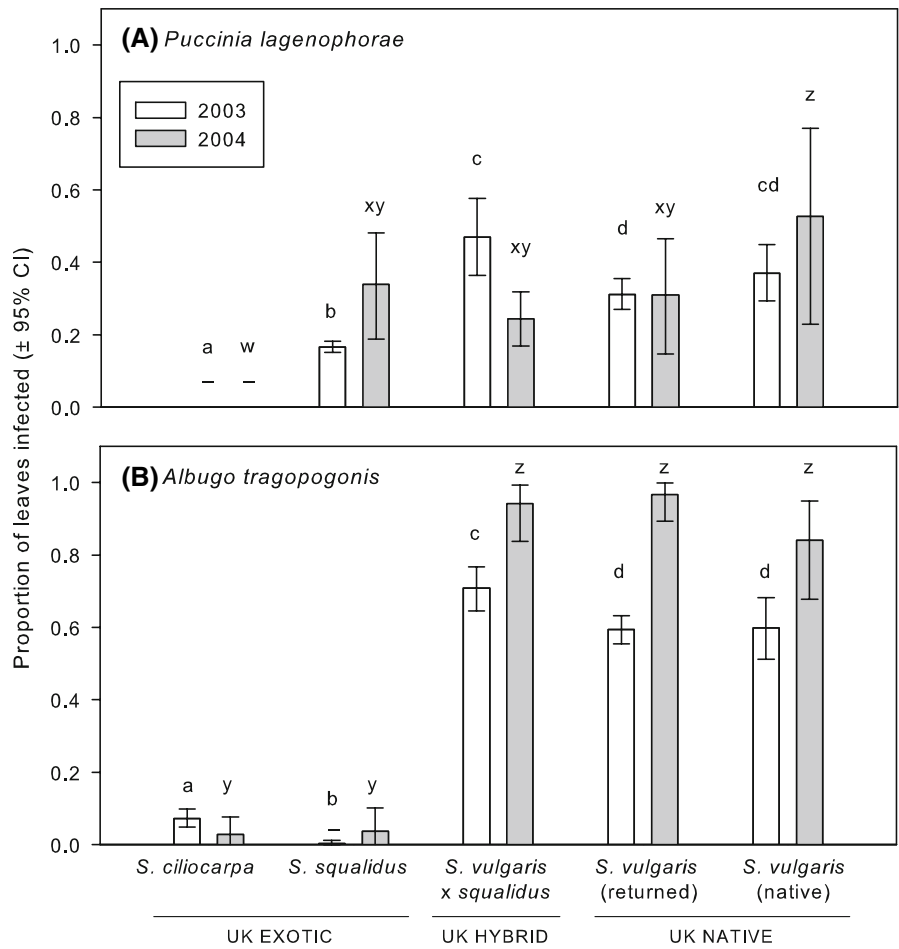 (A) Puccinia lagenophorae
1.0
0.8
0.6
0.4
0.2
0.0
2003
2004
a w
b xy
c xy
d xy
cd z
Proportion of leaves infected (± 95% CI)
(B) Albugo tragopogonis
1.0
0.8
0.6
0.4
0.2
0.0
a y
b y
c z
d z
d z
S. ciliocarpa
S. squalidus
S. vulgaris
x squalidus
S. vulgaris
(returned)
S. vulgaris
(native)
UK EXOTIC
UK HYBRID
UK NATIVE